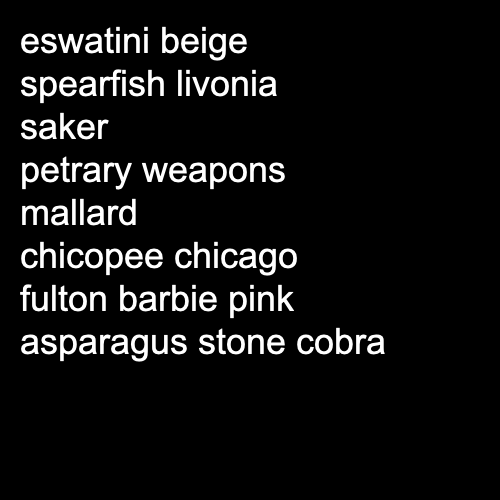 eswatini beige
spearfish livonia
saker
petrary weapons
mallard
chicopee chicago
fulton barbie pink
asparagus stone cobra